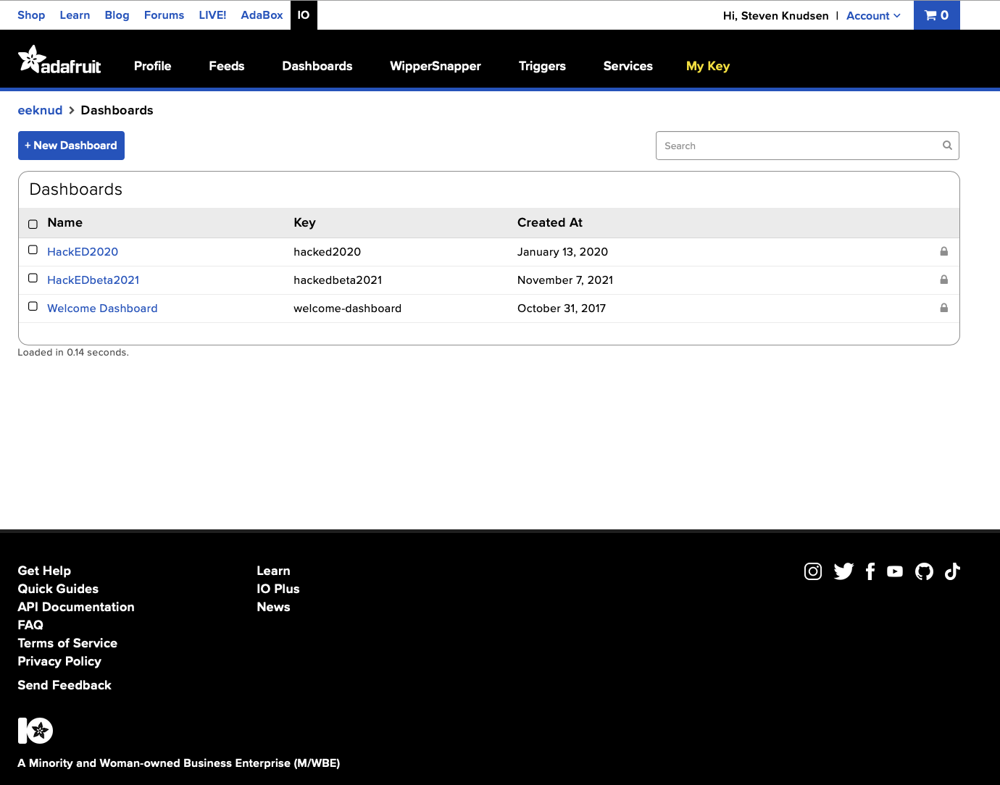 Shop Learn Blog Forums LIVE! AdaBox IO Hi, Steven Knudsen | Account 0
adafruit Profile Feeds Dashboards WipperSnapper Triggers Services My Key
eeknud > Dashboards
+ New Dashboard Search
Dashboards
Name Key Created At
HackED2020 hacked2020 January 13, 2020
HackEDbeta2021 hackedbeta2021 November 7, 2021
Welcome Dashboard welcome-dashboard October 31, 2017
Loaded in 0.14 seconds.
Get Help Learn
Quick Guides IO Plus
API Documentation News
FAQ
Terms of Service
Privacy Policy
Send Feedback
IO
A Minority and Woman-owned Business Enterprise (M/WBE)